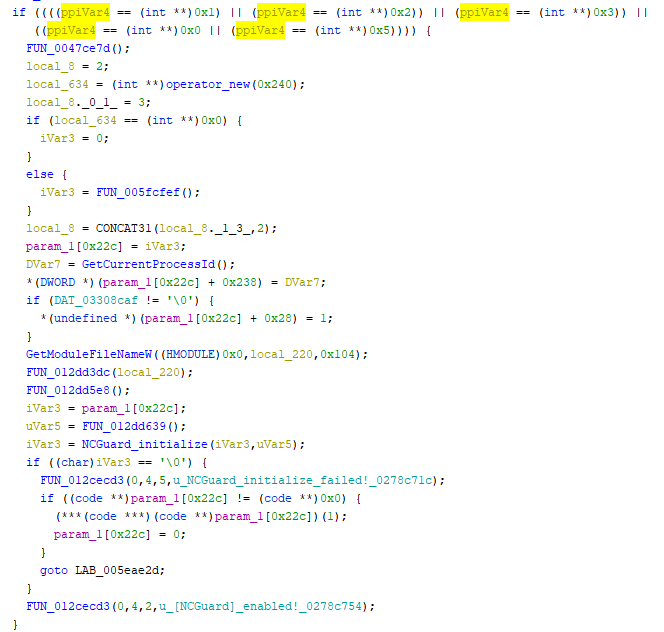 if ((((ppiVar4 == (int **)0x1) || (ppiVar4 == (int **)0x2)) || (ppiVar4 == (int **)0x3)) ||
((ppiVar4 == (int **)0x0 || (ppiVar4 == (int **)0x5)))) {
FUN_0047ce7d();
local_8 = 2;
local_634 = (int **)operator_new(0x240);
local_8._0_1_ = 3;
if (local_634 == (int **)0x0) {
iVar3 = 0;
}
else {
iVar3 = FUN_005fcfef();
}
local_8 = CONCAT31(local_8._1_3_,2);
param_1[0x22c] = iVar3;
DVar7 = GetCurrentProcessId();
*(DWORD *)(param_1[0x22c] + 0x238) = DVar7;
if (DAT_03308caf != '\0') {
*(undefined *)(param_1[0x22c] + 0x28) = 1;
}
GetModuleFileNameW((HMODULE)0x0,local_220,0x104);
FUN_012dd3dc(local_220);
FUN_012dd5e8();
iVar3 = param_1[0x22c];
uVar5 = FUN_012dd639();
iVar3 = NCGuard_initialize(iVar3,uVar5);
if ((char)iVar3 == '\0') {
FUN_012cecd3(0,4,5,u_NCGuard_initialize_failed!_0278c71c);
if ((code **)param_1[0x22c] != (code **)0x0) {
(***(code ***)(code **)param_1[0x22c])(1);
param_1[0x22c] = 0;
}
goto LAB_005eae2d;
}
FUN_012cecd3(0,4,2,u_[NCGuard]_enabled!_0278c754);
}